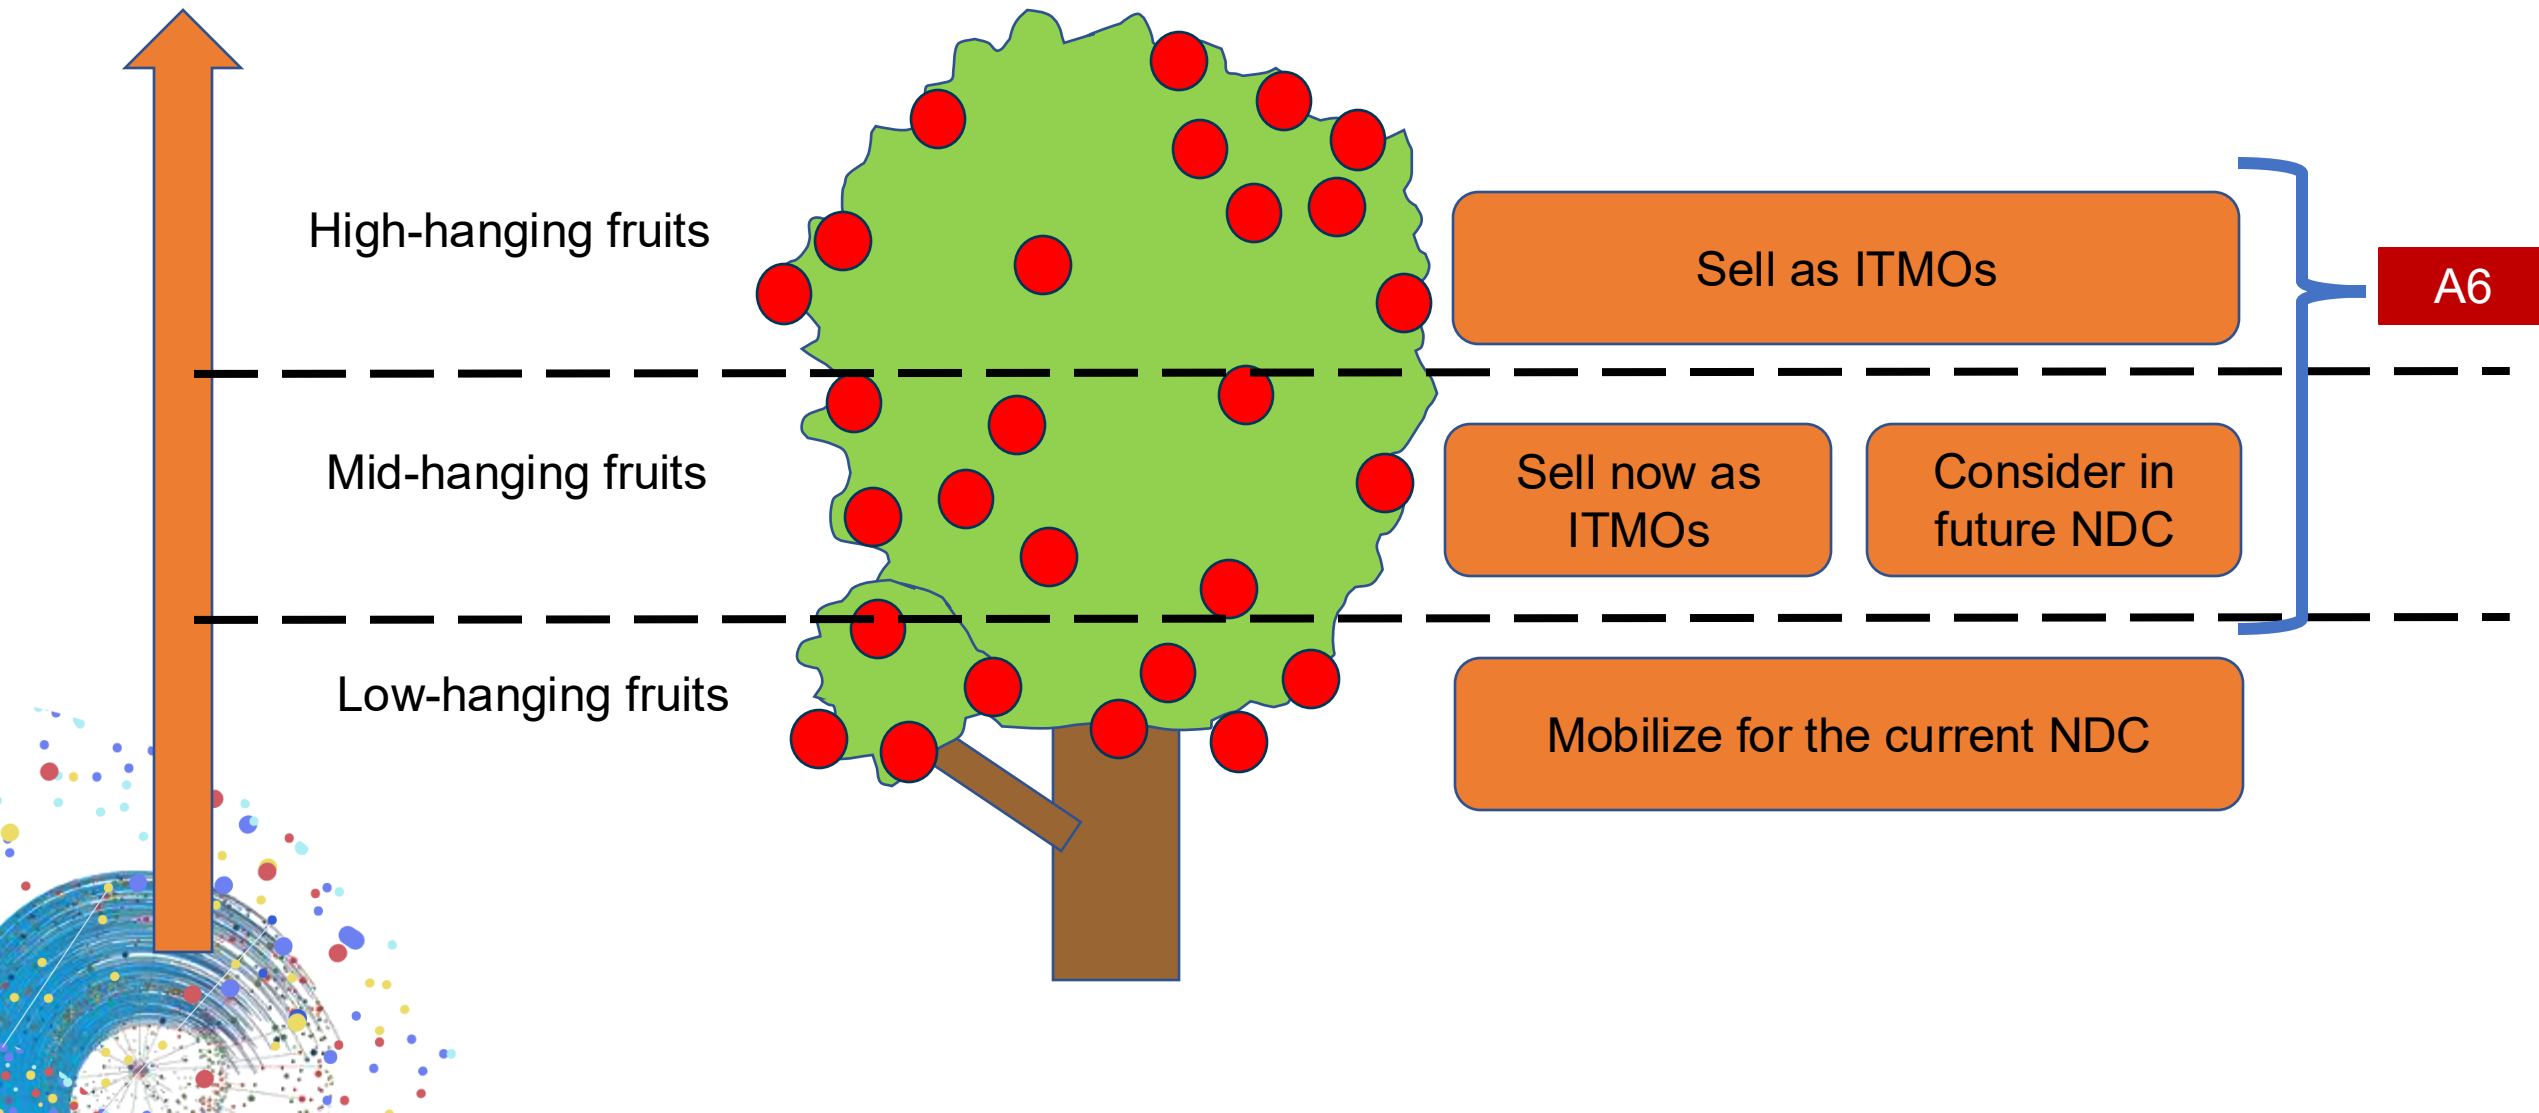 High-hanging fruits
Sell as ITMOs
A6
Mid-hanging fruits
Sell now as
ITMOs
Consider in
future NDC
Low-hanging fruits
Mobilize for the current NDC